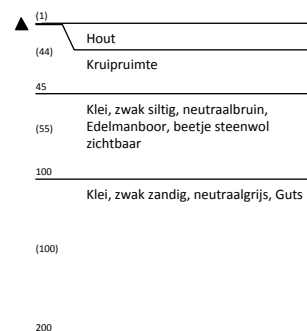 (1)
Hout
(44)
Kruipruimte
45
Klei, zwak siltig, neutraalbruin,
Edelmanboor, beetje steenwol
zichtbaar
(55)
100
Klei, zwak zandig, neutraalgrijs, Guts
(100)
200